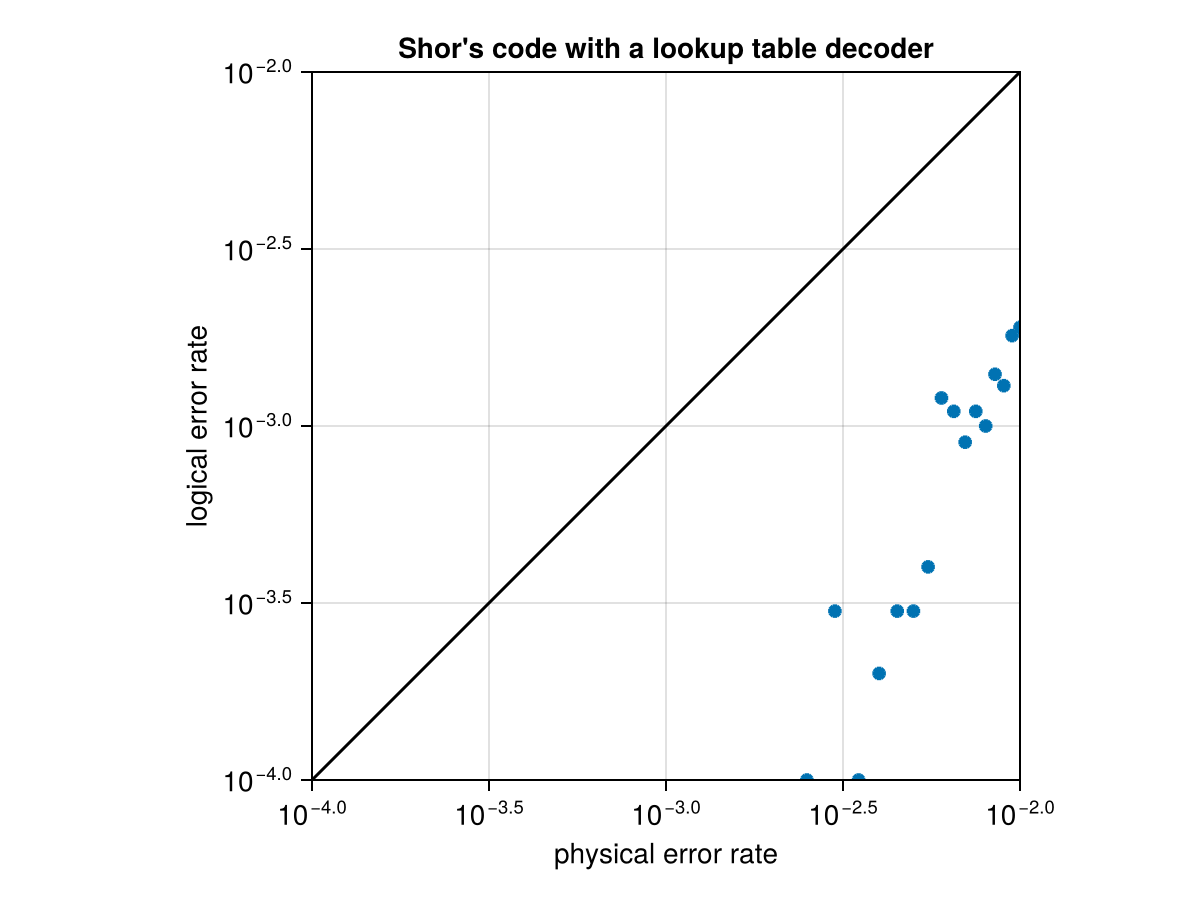 Shor's code with a lookup table decoder
10⁻²·⁰
10⁻²·⁵
10⁻³·⁰
10⁻³·⁵
10⁻⁴·⁰
logical error rate
10⁻⁴·⁰ 10⁻³·⁵ 10⁻³·⁰ 10⁻²·⁵ 10⁻²·⁰
physical error rate